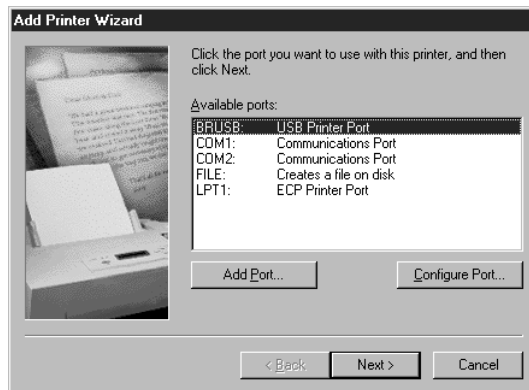 Add Printer Wizard
Click the port you want to use with this printer, and then
click Next.
Available ports:
BRUSB: USB Printer Port
COM1: Communications Port
COM2: Communications Port
FILE: Creates a file on disk
LPT1: ECP Printer Port
Add Port...
Configure Port...
< Back
Next >
Cancel